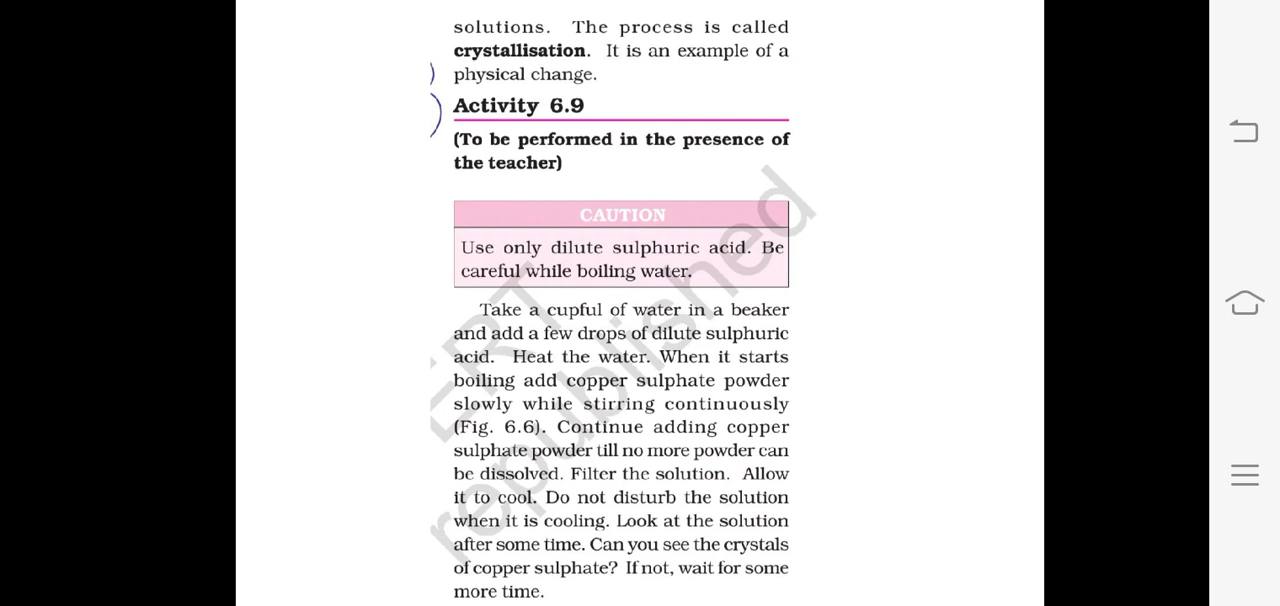 solutions. The process is called
crystallisation. It is an example of a
physical change.
Activity 6.9
(To be performed in the presence of
the teacher)
CAUTION
Use only dilute sulphuric acid. Be
careful while boiling water.
Take a cupful of water in a beaker
and add a few drops of dilute sulphuric
acid. Heat the water. When it starts
boiling add copper sulphate powder
slowly while stirring continuously
(Fig. 6.6). Continue adding copper
sulphate powder till no more powder can
be dissolved. Filter the solution. Allow
it to cool. Do not disturb the solution
when it is cooling. Look at the solution
after some time. Can you see the crystals
of copper sulphate? If not, wait for some
more time.
ERT
republished